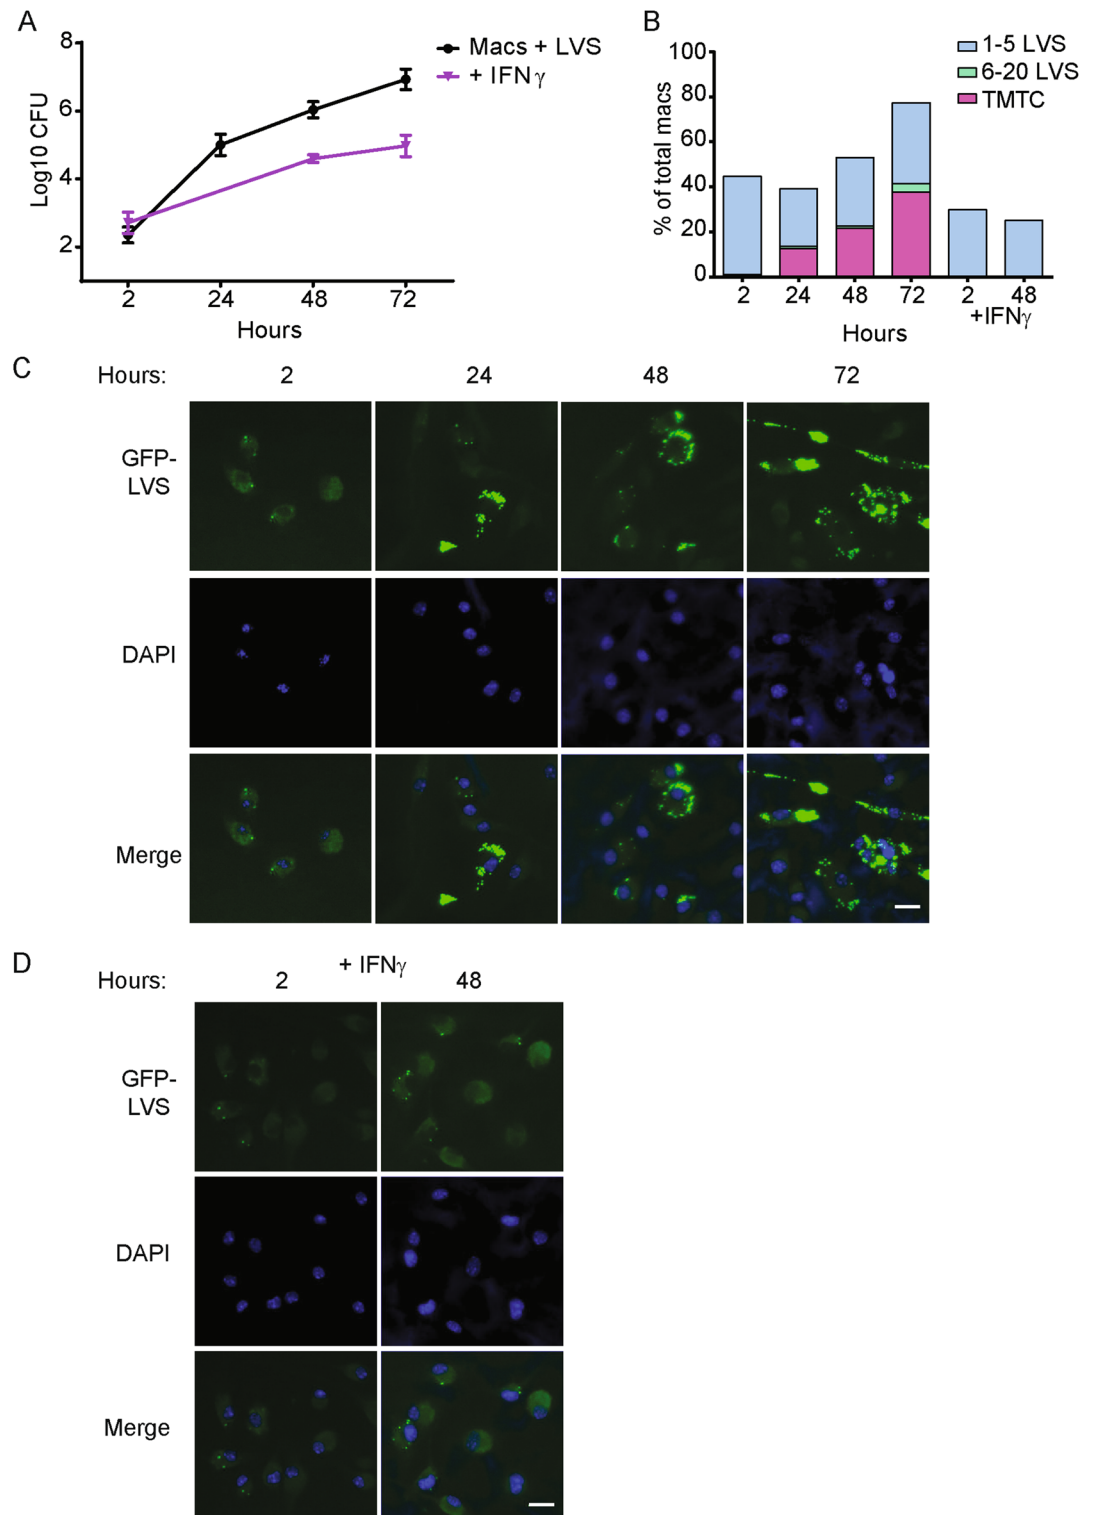 A
8
6
4
2
Log10 CFU
2 24 48 72
Hours
Macs + LVS
+ IFNγ
B
100
80
60
40
20
0
% of total macs
2 24 48 72 2 48
+IFNγ
Hours
1-5 LVS
6-20 LVS
TMTC
C
Hours: 2 24 48 72
GFP-
LVS
DAPI
Merge
D
+ IFNγ
Hours: 2 48
GFP-
LVS
DAPI
Merge